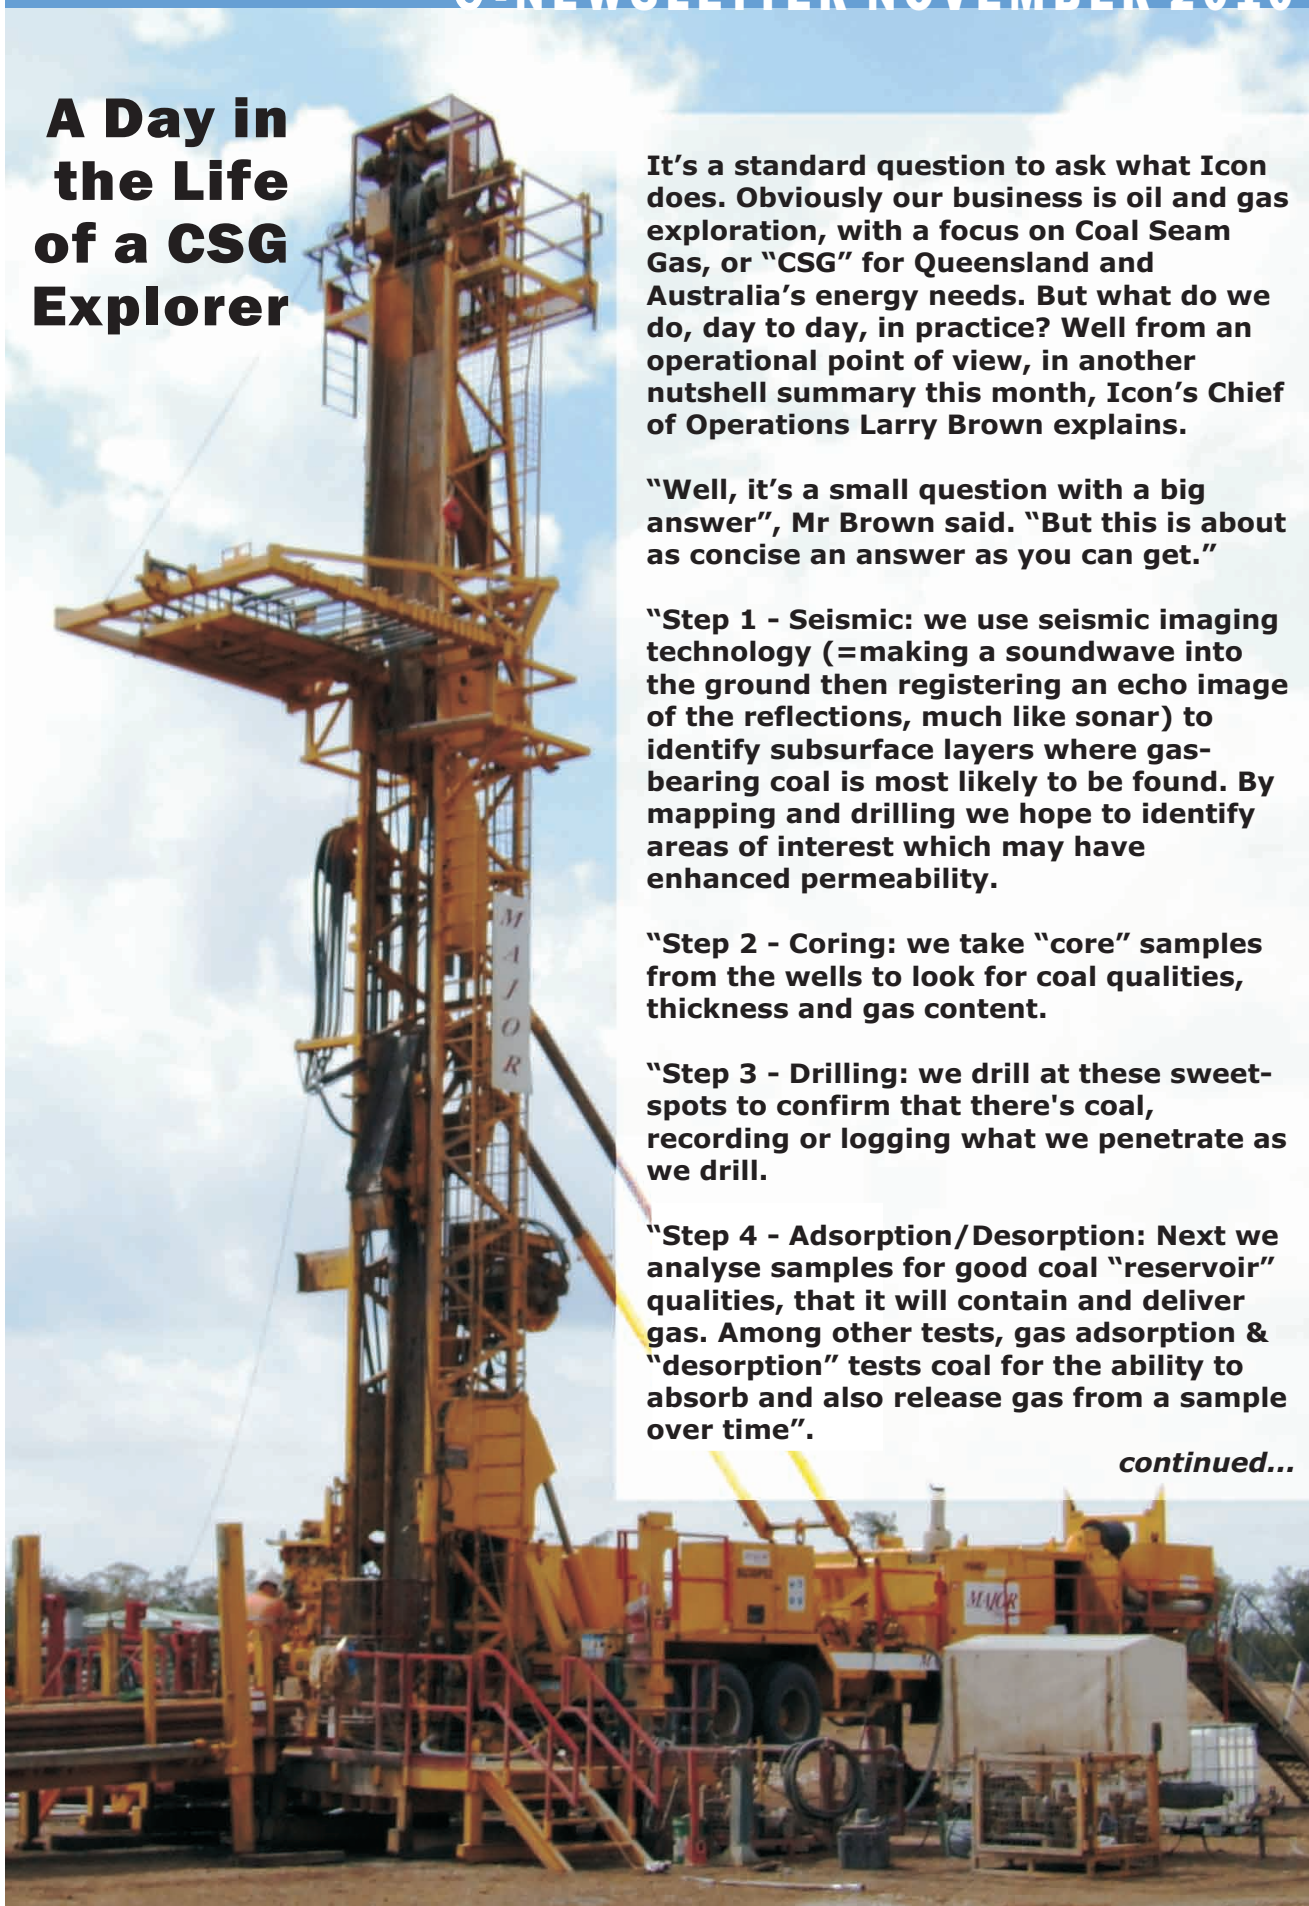 NEWSLETTER NOVEMBER 2010
A Day in
the Life
of a CSG
Explorer
It’s a standard question to ask what Icon
does. Obviously our business is oil and gas
exploration, with a focus on Coal Seam
Gas, or “CSG” for Queensland and
Australia’s energy needs. But what do we
do, day to day, in practice? Well from an
operational point of view, in another
nutshell summary this month, Icon’s Chief
of Operations Larry Brown explains.
“Well, it’s a small question with a big
answer”, Mr Brown said. “But this is about
as concise an answer as you can get.”
“Step 1 - Seismic: we use seismic imaging
technology (=making a soundwave into
the ground then registering an echo image
of the reflections, much like sonar) to
identify subsurface layers where gas-
bearing coal is most likely to be found. By
mapping and drilling we hope to identify
areas of interest which may have
enhanced permeability.
“Step 2 - Coring: we take “core” samples
from the wells to look for coal qualities,
thickness and gas content.
“Step 3 - Drilling: we drill at these sweet-
spots to confirm that there's coal,
recording or logging what we penetrate as
we drill.
“Step 4 - Adsorption/Desorption: Next we
analyse samples for good coal “reservoir”
qualities, that it will contain and deliver
gas. Among other tests, gas adsorption &
“desorption” tests coal for the ability to
absorb and also release gas from a sample
over time”.
continued...
MAJOR
MAJOR